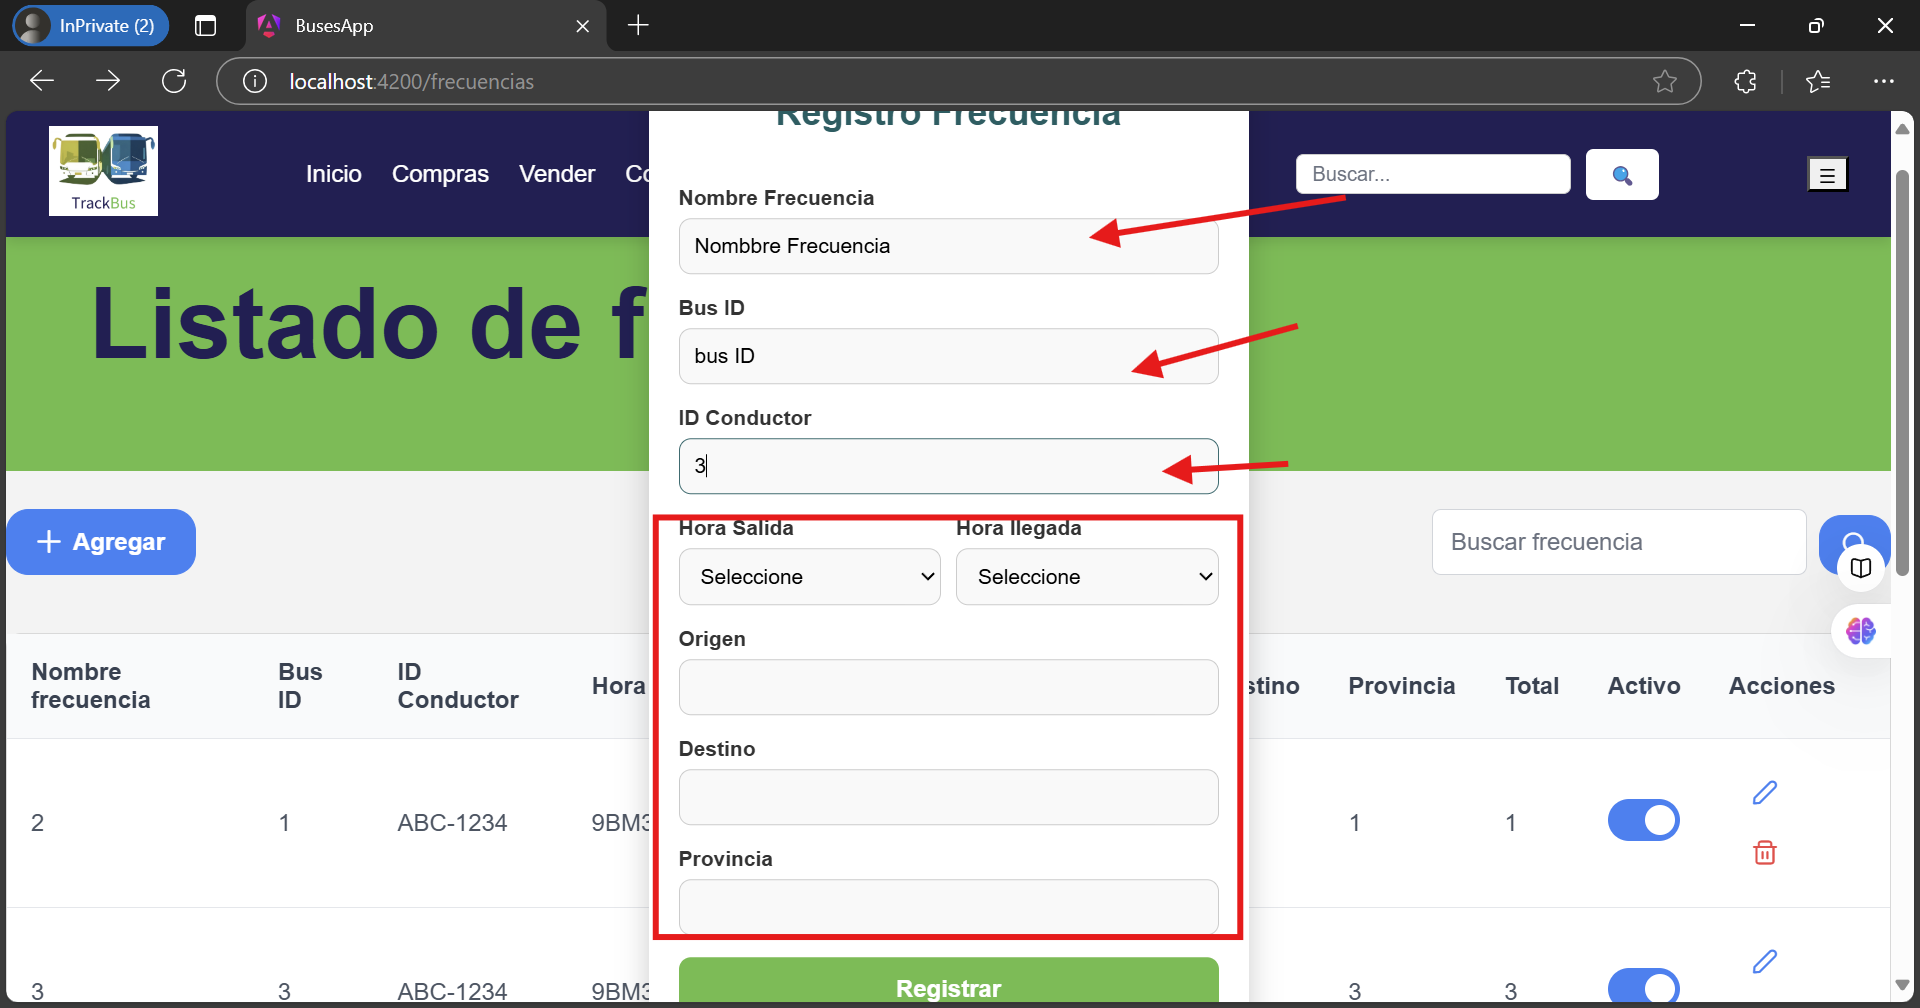 InPrivate (2)
BusesApp
localhost:4200/frecuencias
Registro Frecuencia
TrackBus
Inicio
Compras
Vender
Co
Buscar...
Nombre Frecuencia
Nombbre Frecuencia
Listado de f
Bus ID
bus ID
ID Conductor
3
Agregar
Hora Salida
Hora llegada
Seleccione
Seleccione
Buscar frecuencia
Origen
Destino
Provincia
Registrar
Nombre
frecuencia
Bus
ID
ID
Conductor
Hora
stino
Provincia
Total
Activo
Acciones
2
1
ABC-1234
9BM3
1
1
3
3
ABC-1234
9BM3
3
3